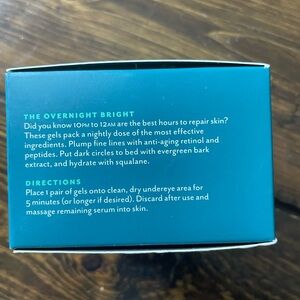 THE OVERNIGHT BRIGHT
Did you know 10PM to 12AM are the best hours to repair skin?
These gels pack a nightly dose of the most effective
ingredients. Plump fine lines with anti-aging retinol and
peptides. Put dark circles to bed with evergreen bark
extract, and hydrate with squalane.
DIRECTIONS
Place 1 pair of gels onto clean, dry undereye area for
5 minutes (or longer if desired). Discard after use and
massage remaining serum into skin.